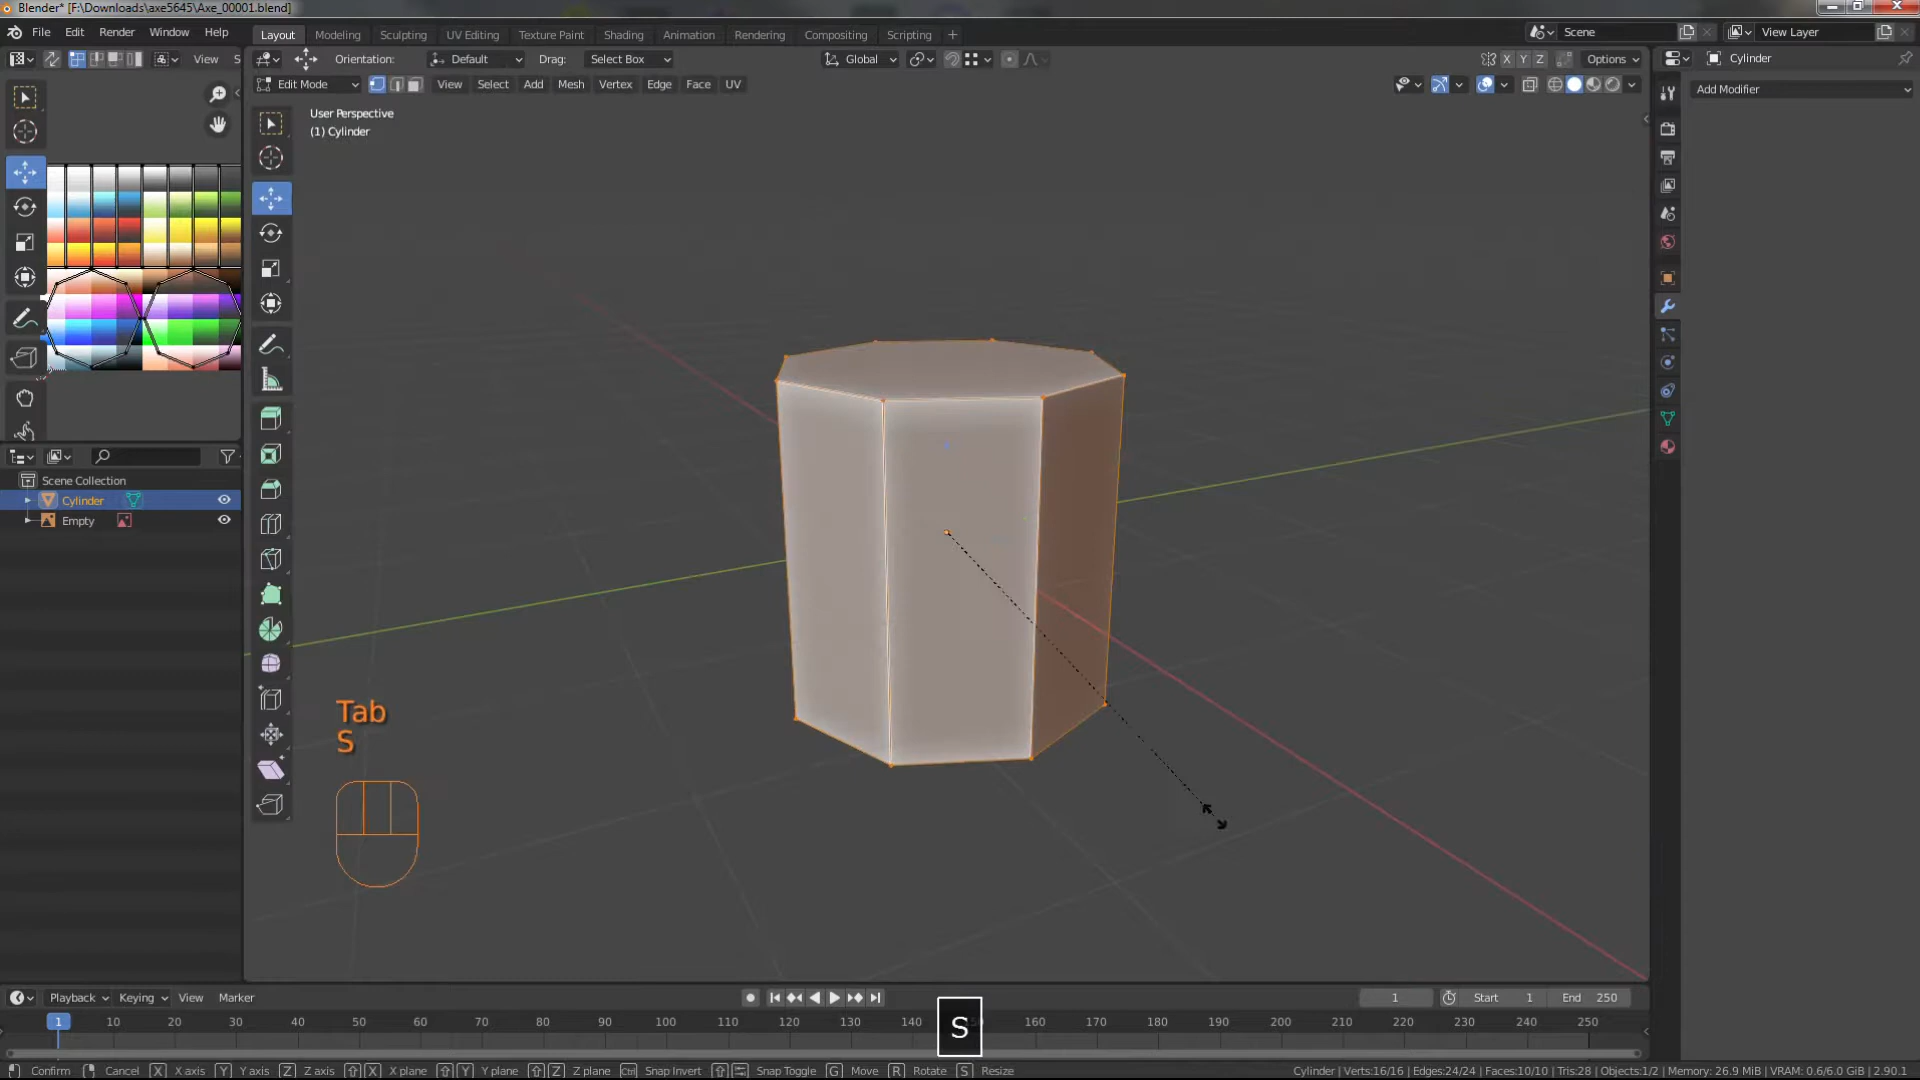 Blender* [F:\Downloads\axe5645\Axe_00001.blend]
File Edit Render Window Help
Layout Modeling Sculpting UV Editing Texture Paint Shading Animation Rendering Compositing Scripting +
Scene
View Layer
View S
Orientation: Default Drag: Select Box
Global
X Y Z Options
Cylinder
Edit Mode
View Select Add Mesh Vertex Edge Face UV
Add Modifier
User Perspective
(1) Cylinder
Scene Collection
Cylinder
Empty
Tab
S
Playback Keying View Marker
1
Start 1 End 250
1 10 20 30 40 50 60 70 80 90 100 110 120 130 140 160 170 180 190 200 210 220 230 240 250
S
Confirm Cancel X X axis Y Y axis Z Z axis X X plane Y Y plane Z Z plane Ctrl Snap Invert Snap Toggle G Move R Rotate S Resize
Cylinder | Verts:16/16 | Edges:24/24 | Faces:10/10 | Tris:28 | Objects:1/2 | Memory: 26.9 MiB | VRAM: 0.6/6.0 GiB | 2.90.1